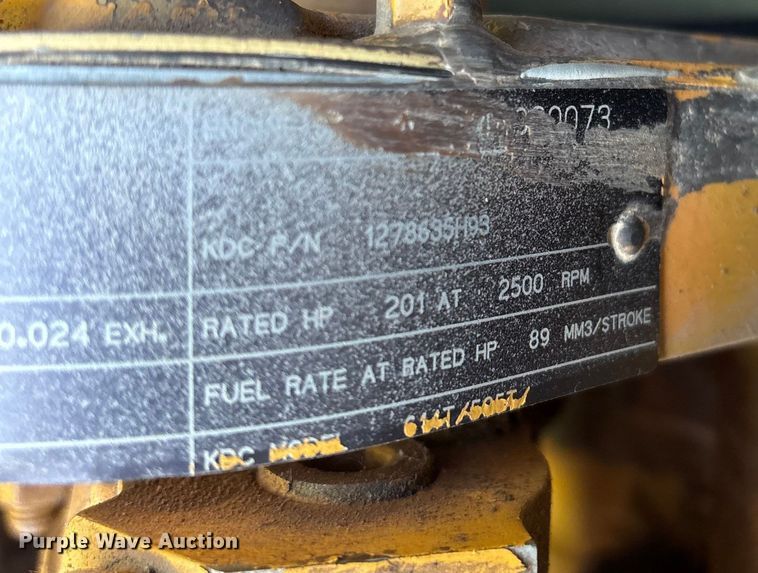 0073
KDC P/N 1278635H93
0.024 EXH. RATED HP 201 AT 2500 RPM
FUEL RATE AT RATED HP 89 MM3/STROKE
KDC MODEL
Purple Wave Auction